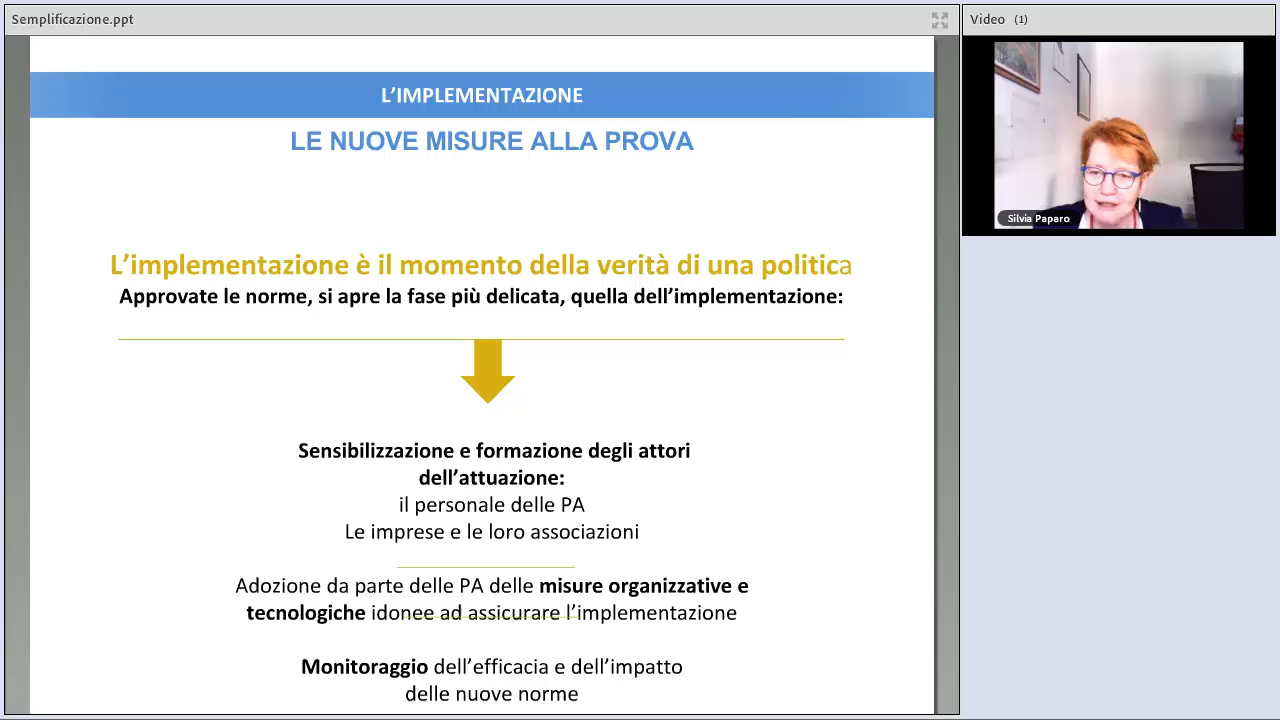 Semplificazione.ppt
Video (1)
L’IMPLEMENTAZIONE
LE NUOVE MISURE ALLA PROVA
L’implementazione è il momento della verità di una politica
Approvate le norme, si apre la fase più delicata, quella dell’implementazione:
Sensibilizzazione e formazione degli attori
dell’attuazione:
il personale delle PA
Le imprese e le loro associazioni
Adozione da parte delle PA delle misure organizzative e
tecnologiche idonee ad assicurare l’implementazione
Monitoraggio dell’efficacia e dell’impatto
delle nuove norme
Silvia Paparo